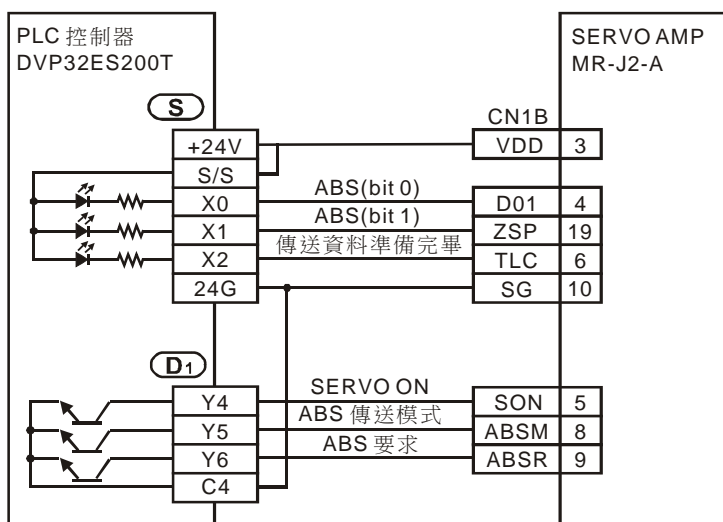 PLC 控制器
DVP32ES200T
SERVO AMP
MR-J2-A
S
CN1B
+24V
VDD 3
S/S
ABS(bit 0)
X0
D01 4
ABS(bit 1)
X1
ZSP 19
傳送資料準備完畢
X2
TLC 6
24G
SG 10
D1
SERVO ON
Y4
SON 5
ABS 傳送模式
Y5
ABSM 8
ABS 要求
Y6
ABSR 9
C4